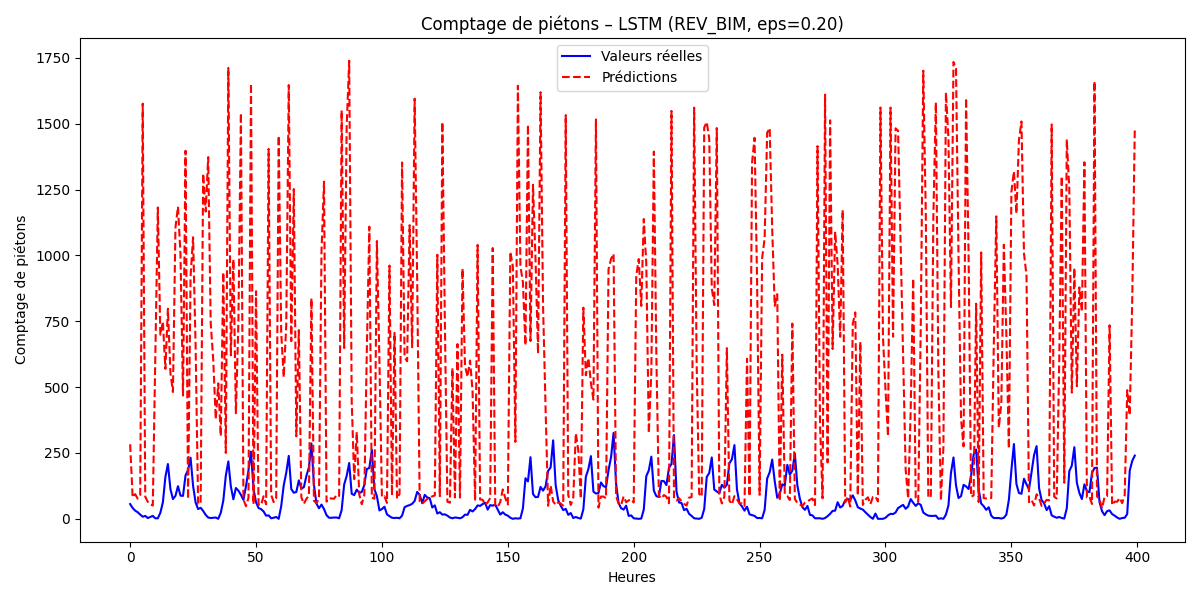 Comptage de piétons – LSTM (REV_BIM, eps=0.20)
Valeurs réelles
Prédictions
Comptage de piétons
1750
1500
1250
1000
750
500
250
0
0 50 100 150 200 250 300 350 400
Heures